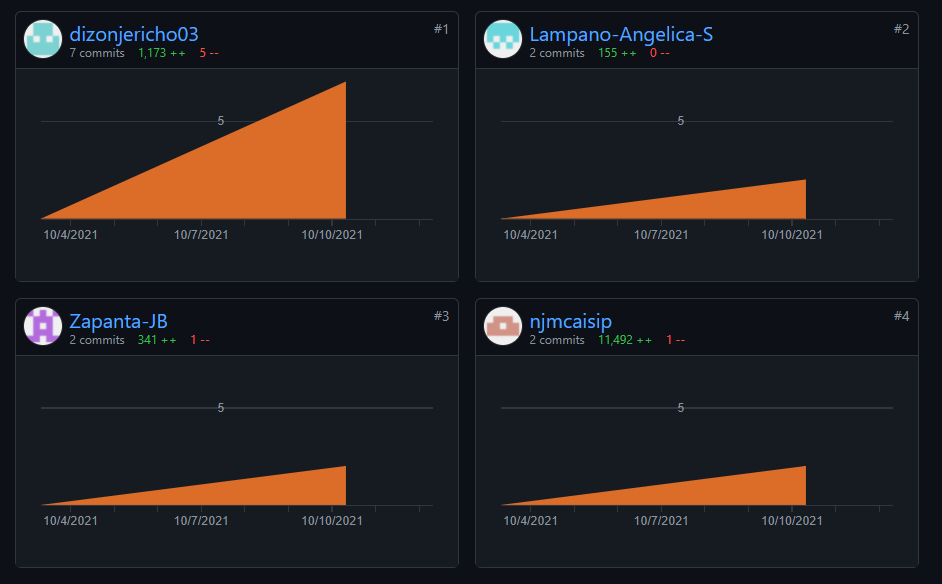 dizonjericho03 #1
7 commits 1,173 ++ 5 --
5
10/4/2021 10/7/2021 10/10/2021
Lampano-Angelica-S #2
2 commits 155 ++ 0 --
5
10/4/2021 10/7/2021 10/10/2021
Zapanta-JB #3
2 commits 341 ++ 1 --
5
10/4/2021 10/7/2021 10/10/2021
njmcaisip #4
2 commits 11,492 ++ 1 --
5
10/4/2021 10/7/2021 10/10/2021